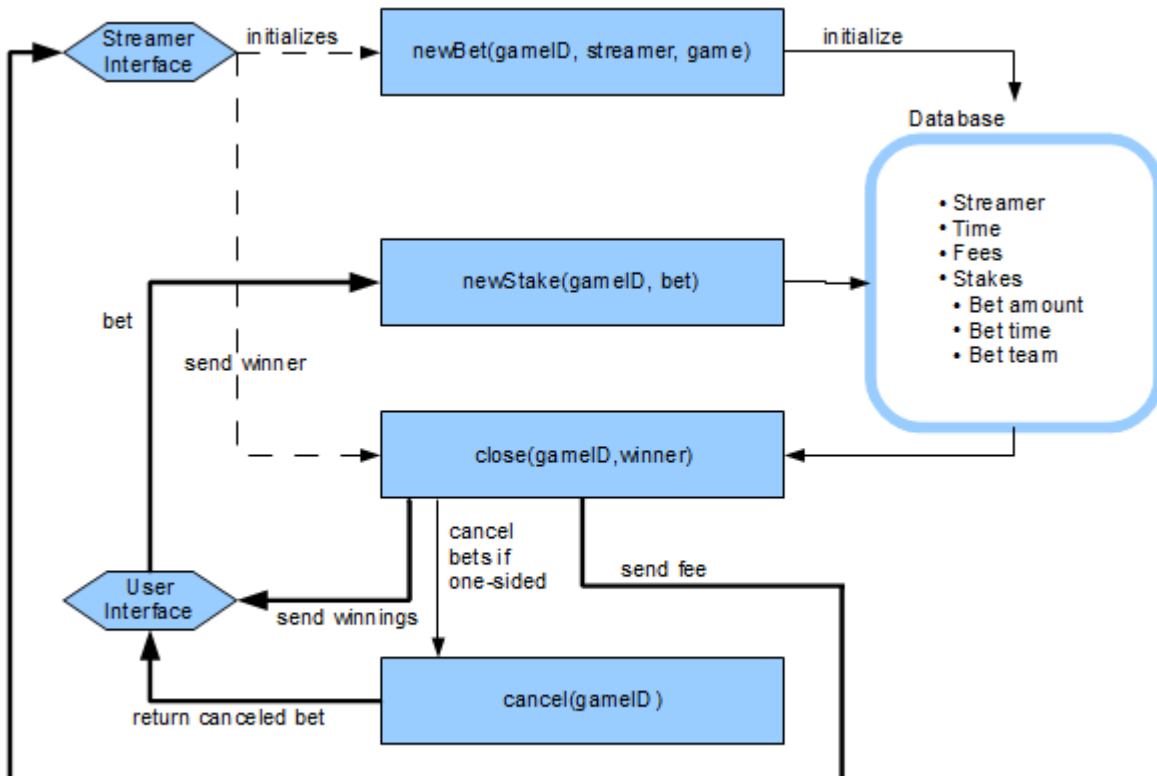 Streamer
Interface
initializes
newBet(gameID, streamer, game)
initialize
Database
• Streamer
• Time
• Fees
• Stakes
• Bet amount
• Bet time
• Bet team
newStake(gameID, bet)
bet
send winner
close(gameID,winner)
cancel
bets if
one-sided
send fee
User
Interface
send winnings
cancel(gameID)
return canceled bet